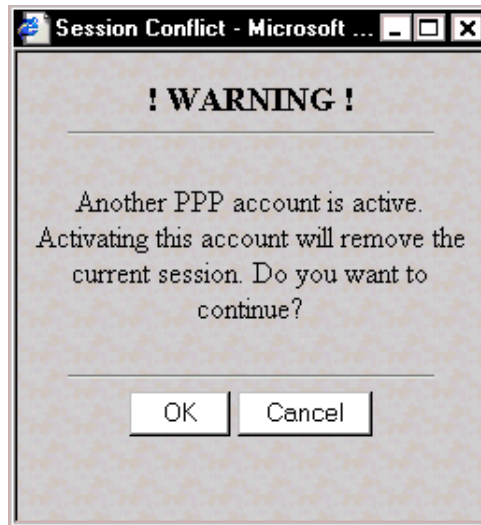 Session Conflict - Microsoft ...
! WARNING !
Another PPP account is active.
Activating this account will remove the
current session. Do you want to
continue?
OK Cancel